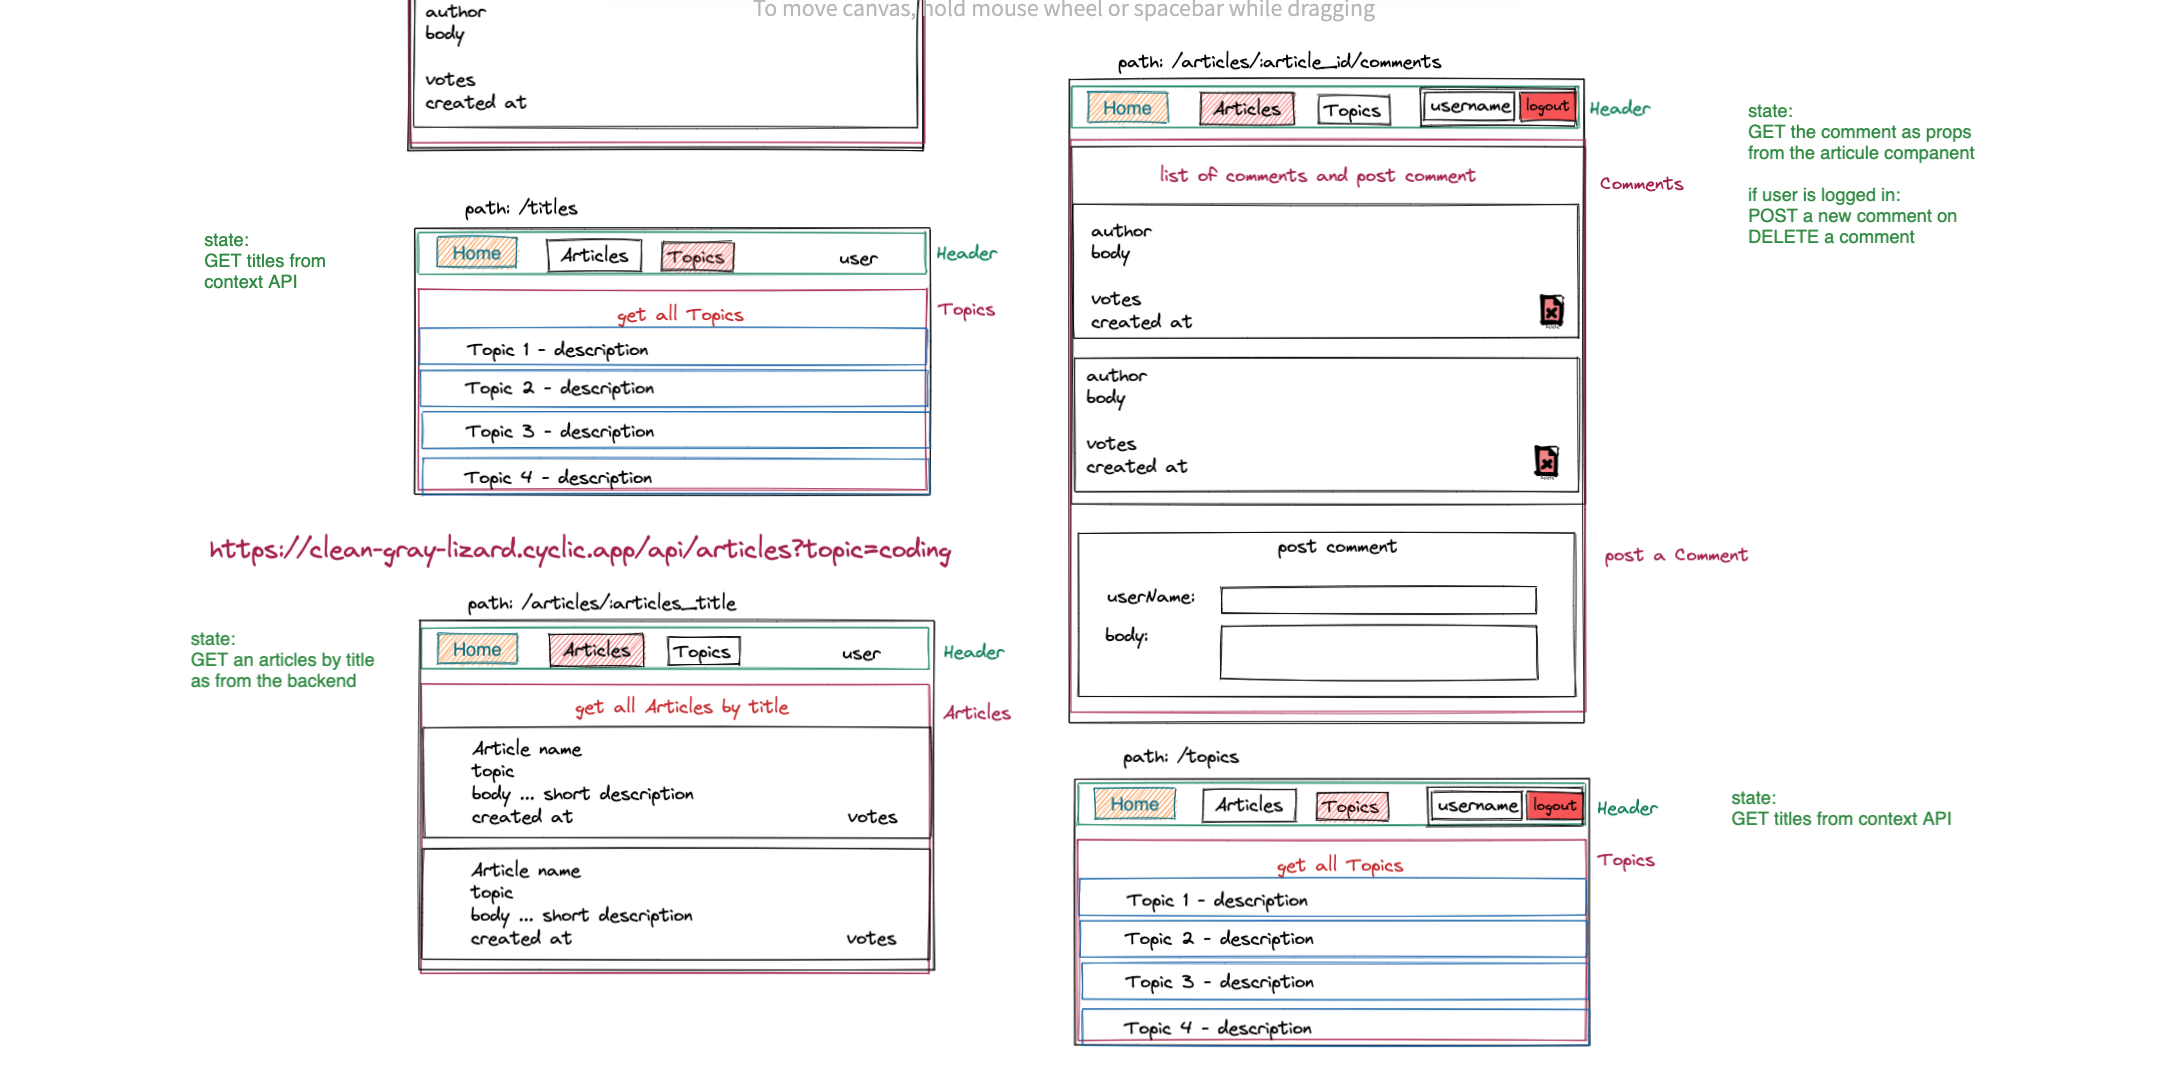 To move canvas, hold mouse wheel or spacebar while dragging
author
body
votes
created at
path: /titles
state:
GET titles from
context API
Home
Articles
Topics
user
Header
get all Topics
Topics
Topic 1 - description
Topic 2 - description
Topic 3 - description
Topic 4 - description
https://clean-gray-lizard.cyclic.app/api/articles?topic=coding
path: /articles/:articles_title
state:
GET an articles by title
as from the backend
Home
Articles
Topics
user
Header
get all Articles by title
Articles
Article name
topic
body ... short description
created at
votes
Article name
topic
body ... short description
created at
votes
path: /articles/:article_id/comments
Home
Articles
Topics
username
logout
Header
state:
GET the comment as props
from the articule companent
if user is logged in:
POST a new comment on
DELETE a comment
list of comments and post comment
Comments
author
body
votes
created at
author
body
votes
created at
post comment
post a Comment
userName:
body:
path: /topics
Home
Articles
Topics
username
logout
Header
state:
GET titles from context API
get all Topics
Topics
Topic 1 - description
Topic 2 - description
Topic 3 - description
Topic 4 - description